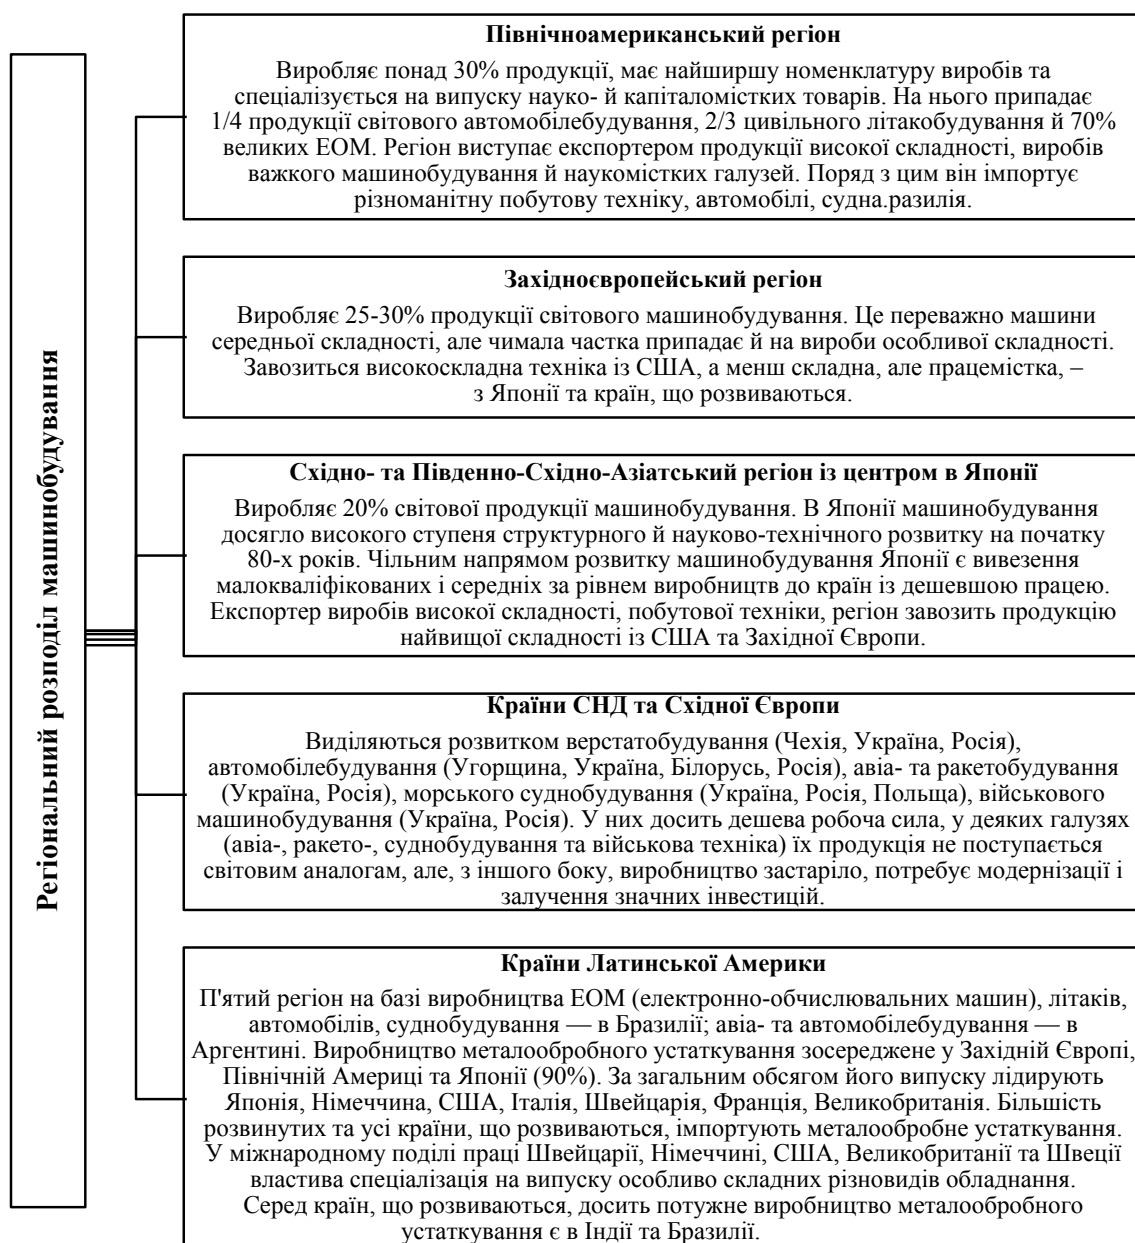 Регіональний розподіл машинобудування
Північноамериканський регіон
Виробляє понад 30% продукції, має найширшу номенклатуру виробів та
спеціалізується на випуску науко- й капіталомістких товарів. На нього припадає
1/4 продукції світового автомобілебудування, 2/3 цивільного літакобудування й 70%
великих ЕОМ. Регіон виступає експортером продукції високої складності, виробів
важкого машинобудування й наукомістких галузей. Поряд з цим він імпортує
різноманітну побутову техніку, автомобілі, судна.разилія.
Західноєвропейський регіон
Виробляє 25-30% продукції світового машинобудування. Це переважно машини
середньої складності, але чимала частка припадає й на вироби особливої складності.
Завозиться високоскладна техніка із США, а менш складна, але працемістка, –
з Японії та країн, що розвиваються.
Східно- та Південно-Східно-Азіатський регіон із центром в Японії
Виробляє 20% світової продукції машинобудування. В Японії машинобудування
досягло високого ступеня структурного й науково-технічного розвитку на початку
80-х років. Чільним напрямом розвитку машинобудування Японії є вивезення
малокваліфікованих і середніх за рівнем виробництв до країн із дешевшою працею.
Експортер виробів високої складності, побутової техніки, регіон завозить продукцію
найвищої складності із США та Західної Європи.
Країни СНД та Східної Європи
Виділяються розвитком верстатобудування (Чехія, Україна, Росія),
автомобілебудування (Угорщина, Україна, Білорусь, Росія), авіа- та ракетобудування
(Україна, Росія), морського суднобудування (Україна, Росія, Польща), військового
машинобудування (Україна, Росія). У них досить дешева робоча сила, у деяких галузях
(авіа-, ракето-, суднобудування та військова техніка) їх продукція не поступається
світовим аналогам, але, з іншого боку, виробництво застаріло, потребує модернізації і
залучення значних інвестицій.
Країни Латинської Америки
П'ятий регіон на базі виробництва ЕОМ (електронно-обчислювальних машин), літаків,
автомобілів, суднобудування — в Бразилії; авіа- та автомобілебудування — в
Аргентині. Виробництво металообробного устаткування зосереджене у Західній Європі,
Північній Америці та Японії (90%). За загальним обсягом його випуску лідирують
Японія, Німеччина, США, Італія, Швейцарія, Франція, Великобританія. Більшість
розвинутих та усі країни, що розвиваються, імпортують металообробне устаткування.
У міжнародному поділі праці Швейцарії, Німеччині, США, Великобританії та Швеції
властива спеціалізація на випуску особливо складних різновидів обладнання.
Серед країн, що розвиваються, досить потужне виробництво металообробного
устаткування є в Індії та Бразилії.